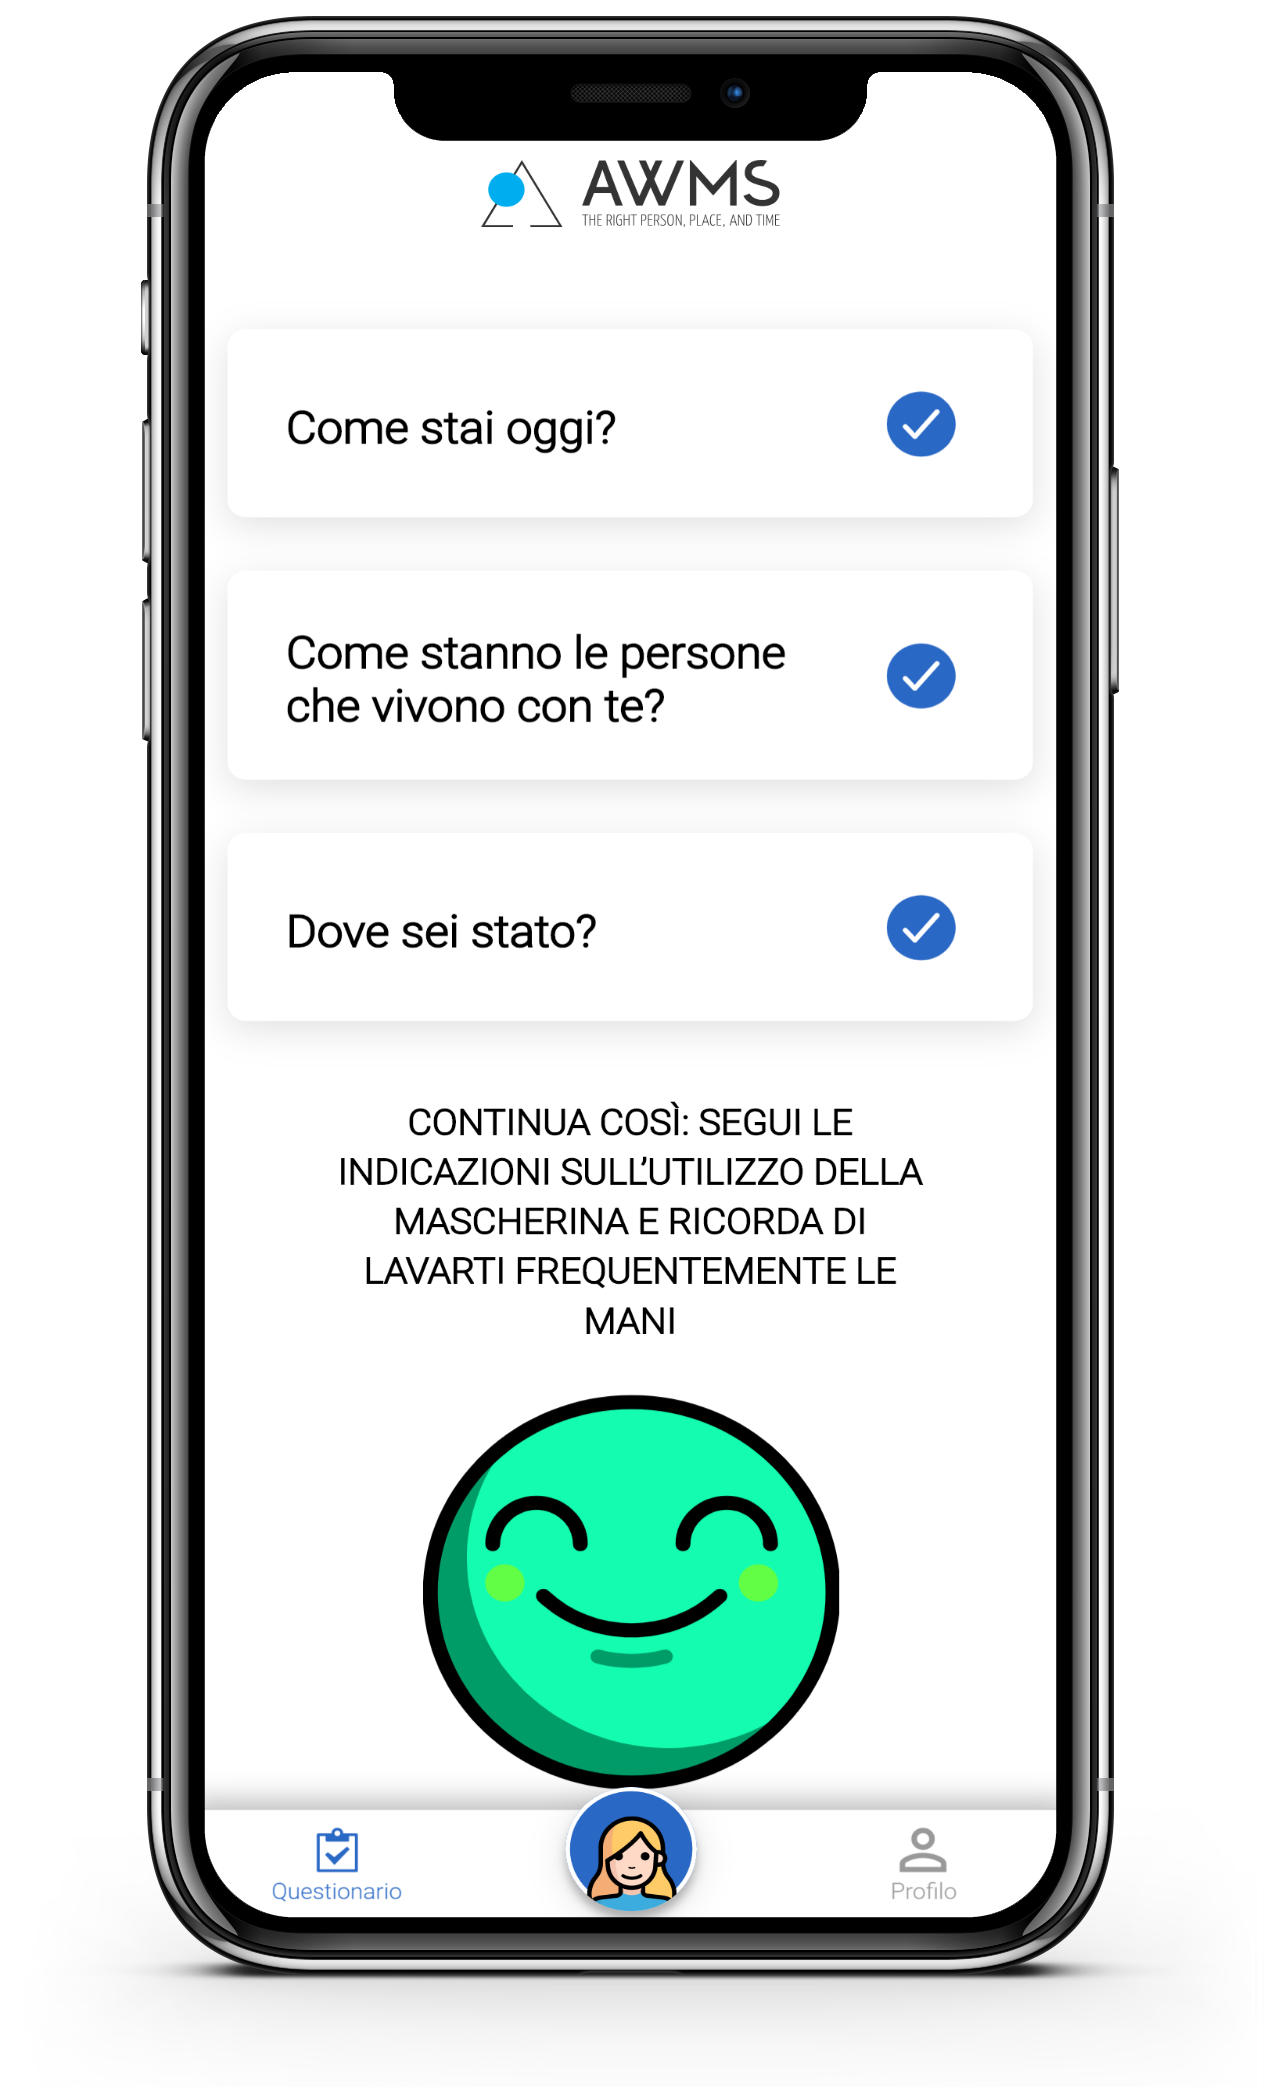 AWMS
THE RIGHT PERSON, PLACE, AND TIME
Come stai oggi?
Come stanno le persone
che vivono con te?
Dove sei stato?
CONTINUA COSÌ: SEGUI LE
INDICAZIONI SULL’UTILIZZO DELLA
MASCHERINA E RICORDA DI
LAVARTI FREQUENTEMENTE LE
MANI
Questionario
Profilo